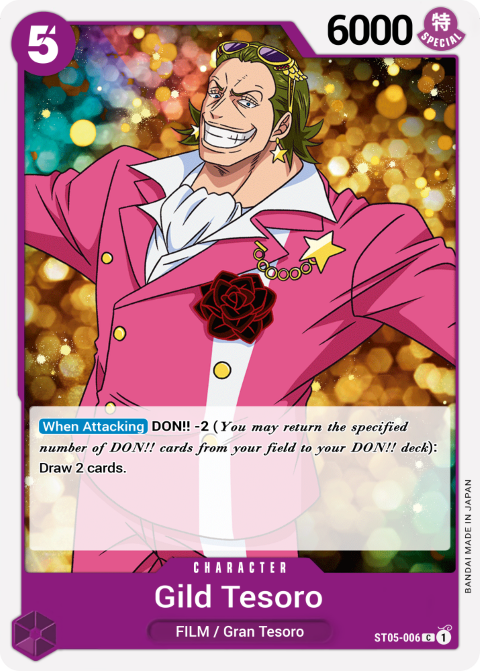 5
6000
特
SPECIAL
When Attacking DON!! -2 (You may return the specified
number of DON!! cards from your field to your DON!! deck):
Draw 2 cards.
BANDAI MADE IN JAPAN
CHARACTER
Gild Tesoro
FILM / Gran Tesoro
ST05-006 C 1